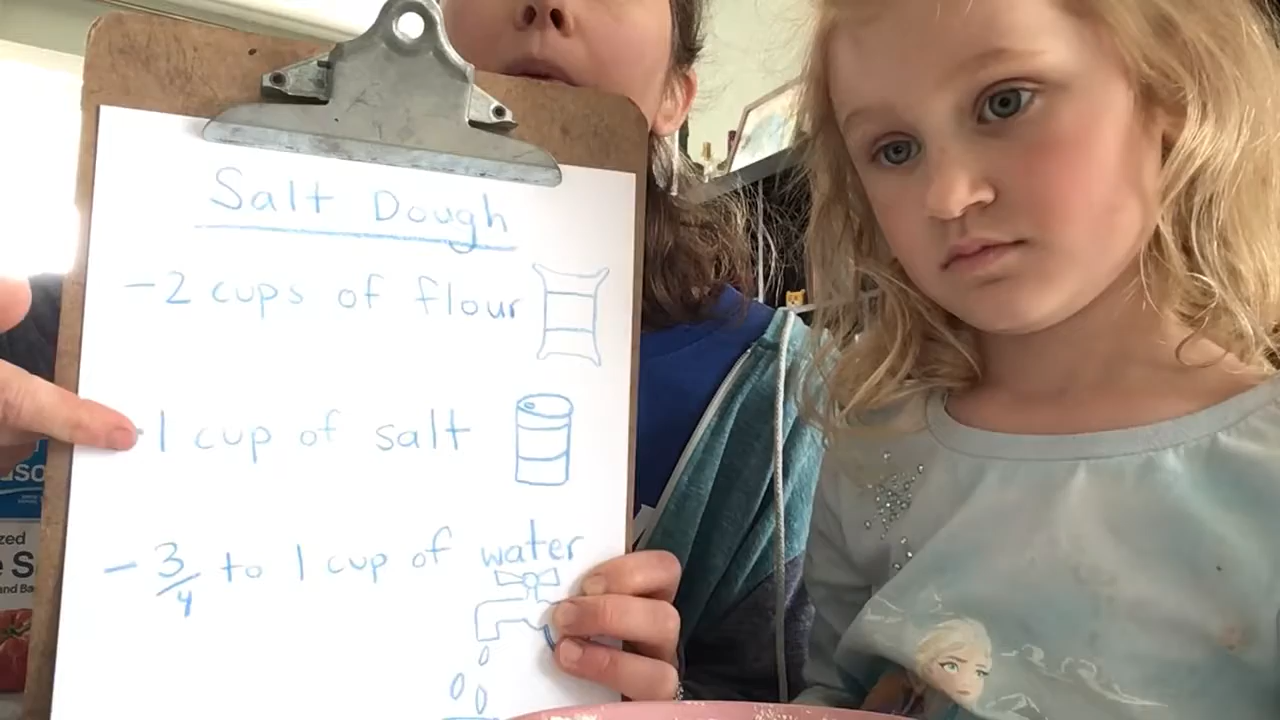 Salt Dough
- 2 cups of flour
- 1 cup of salt
- 3/4 to 1 cup of water